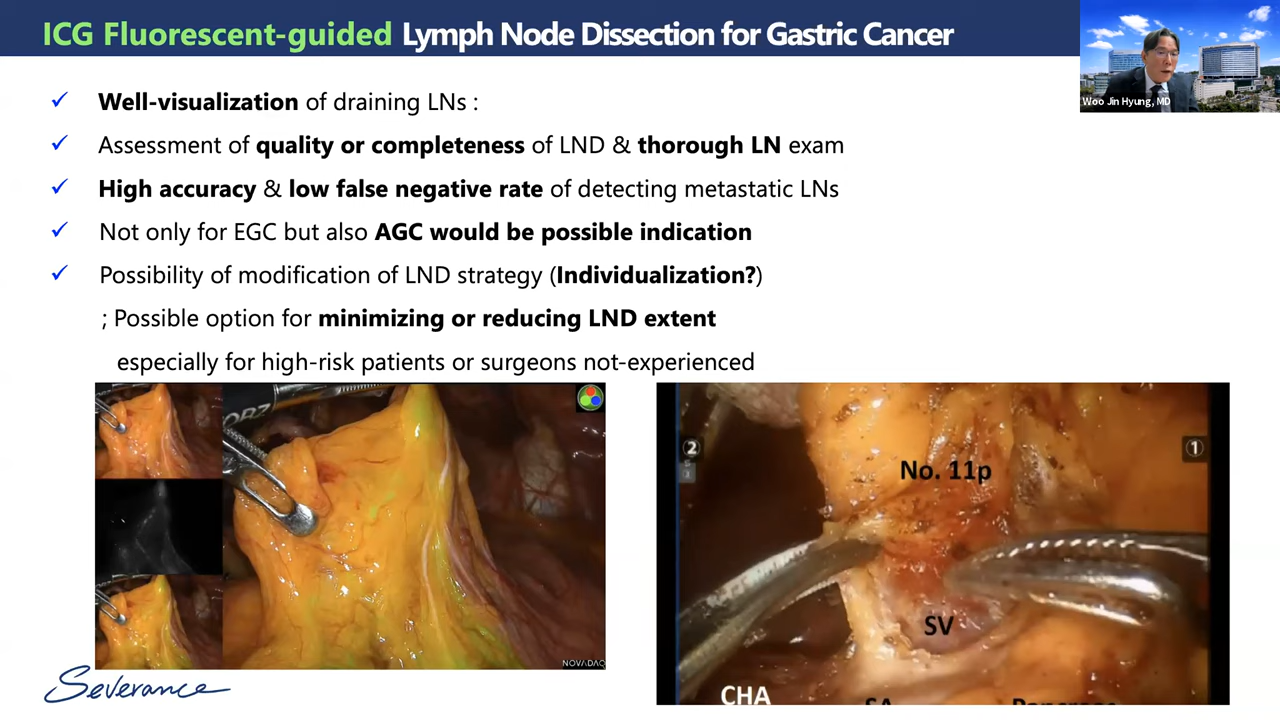 ICG Fluorescent-guided Lymph Node Dissection for Gastric Cancer
Woo Jin Hyung, MD
✓ Well-visualization of draining LNs :
✓ Assessment of quality or completeness of LND & thorough LN exam
✓ High accuracy & low false negative rate of detecting metastatic LNs
✓ Not only for EGC but also AGC would be possible indication
✓ Possibility of modification of LND strategy (Individualization?)
; Possible option for minimizing or reducing LND extent
especially for high-risk patients or surgeons not-experienced
NOVADAQ
②
①
No. 11p
SV
CHA
SA
Pancreas
Severance